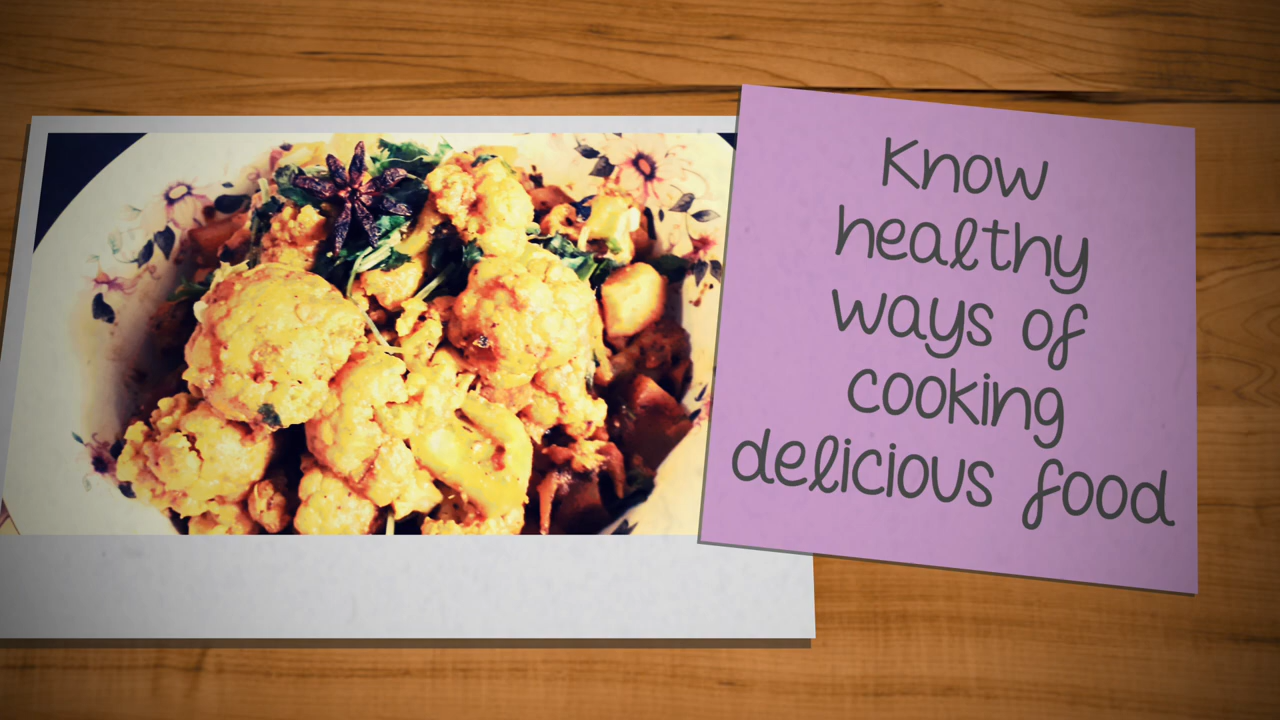 Know
healthy
ways of
cooking
delicious food